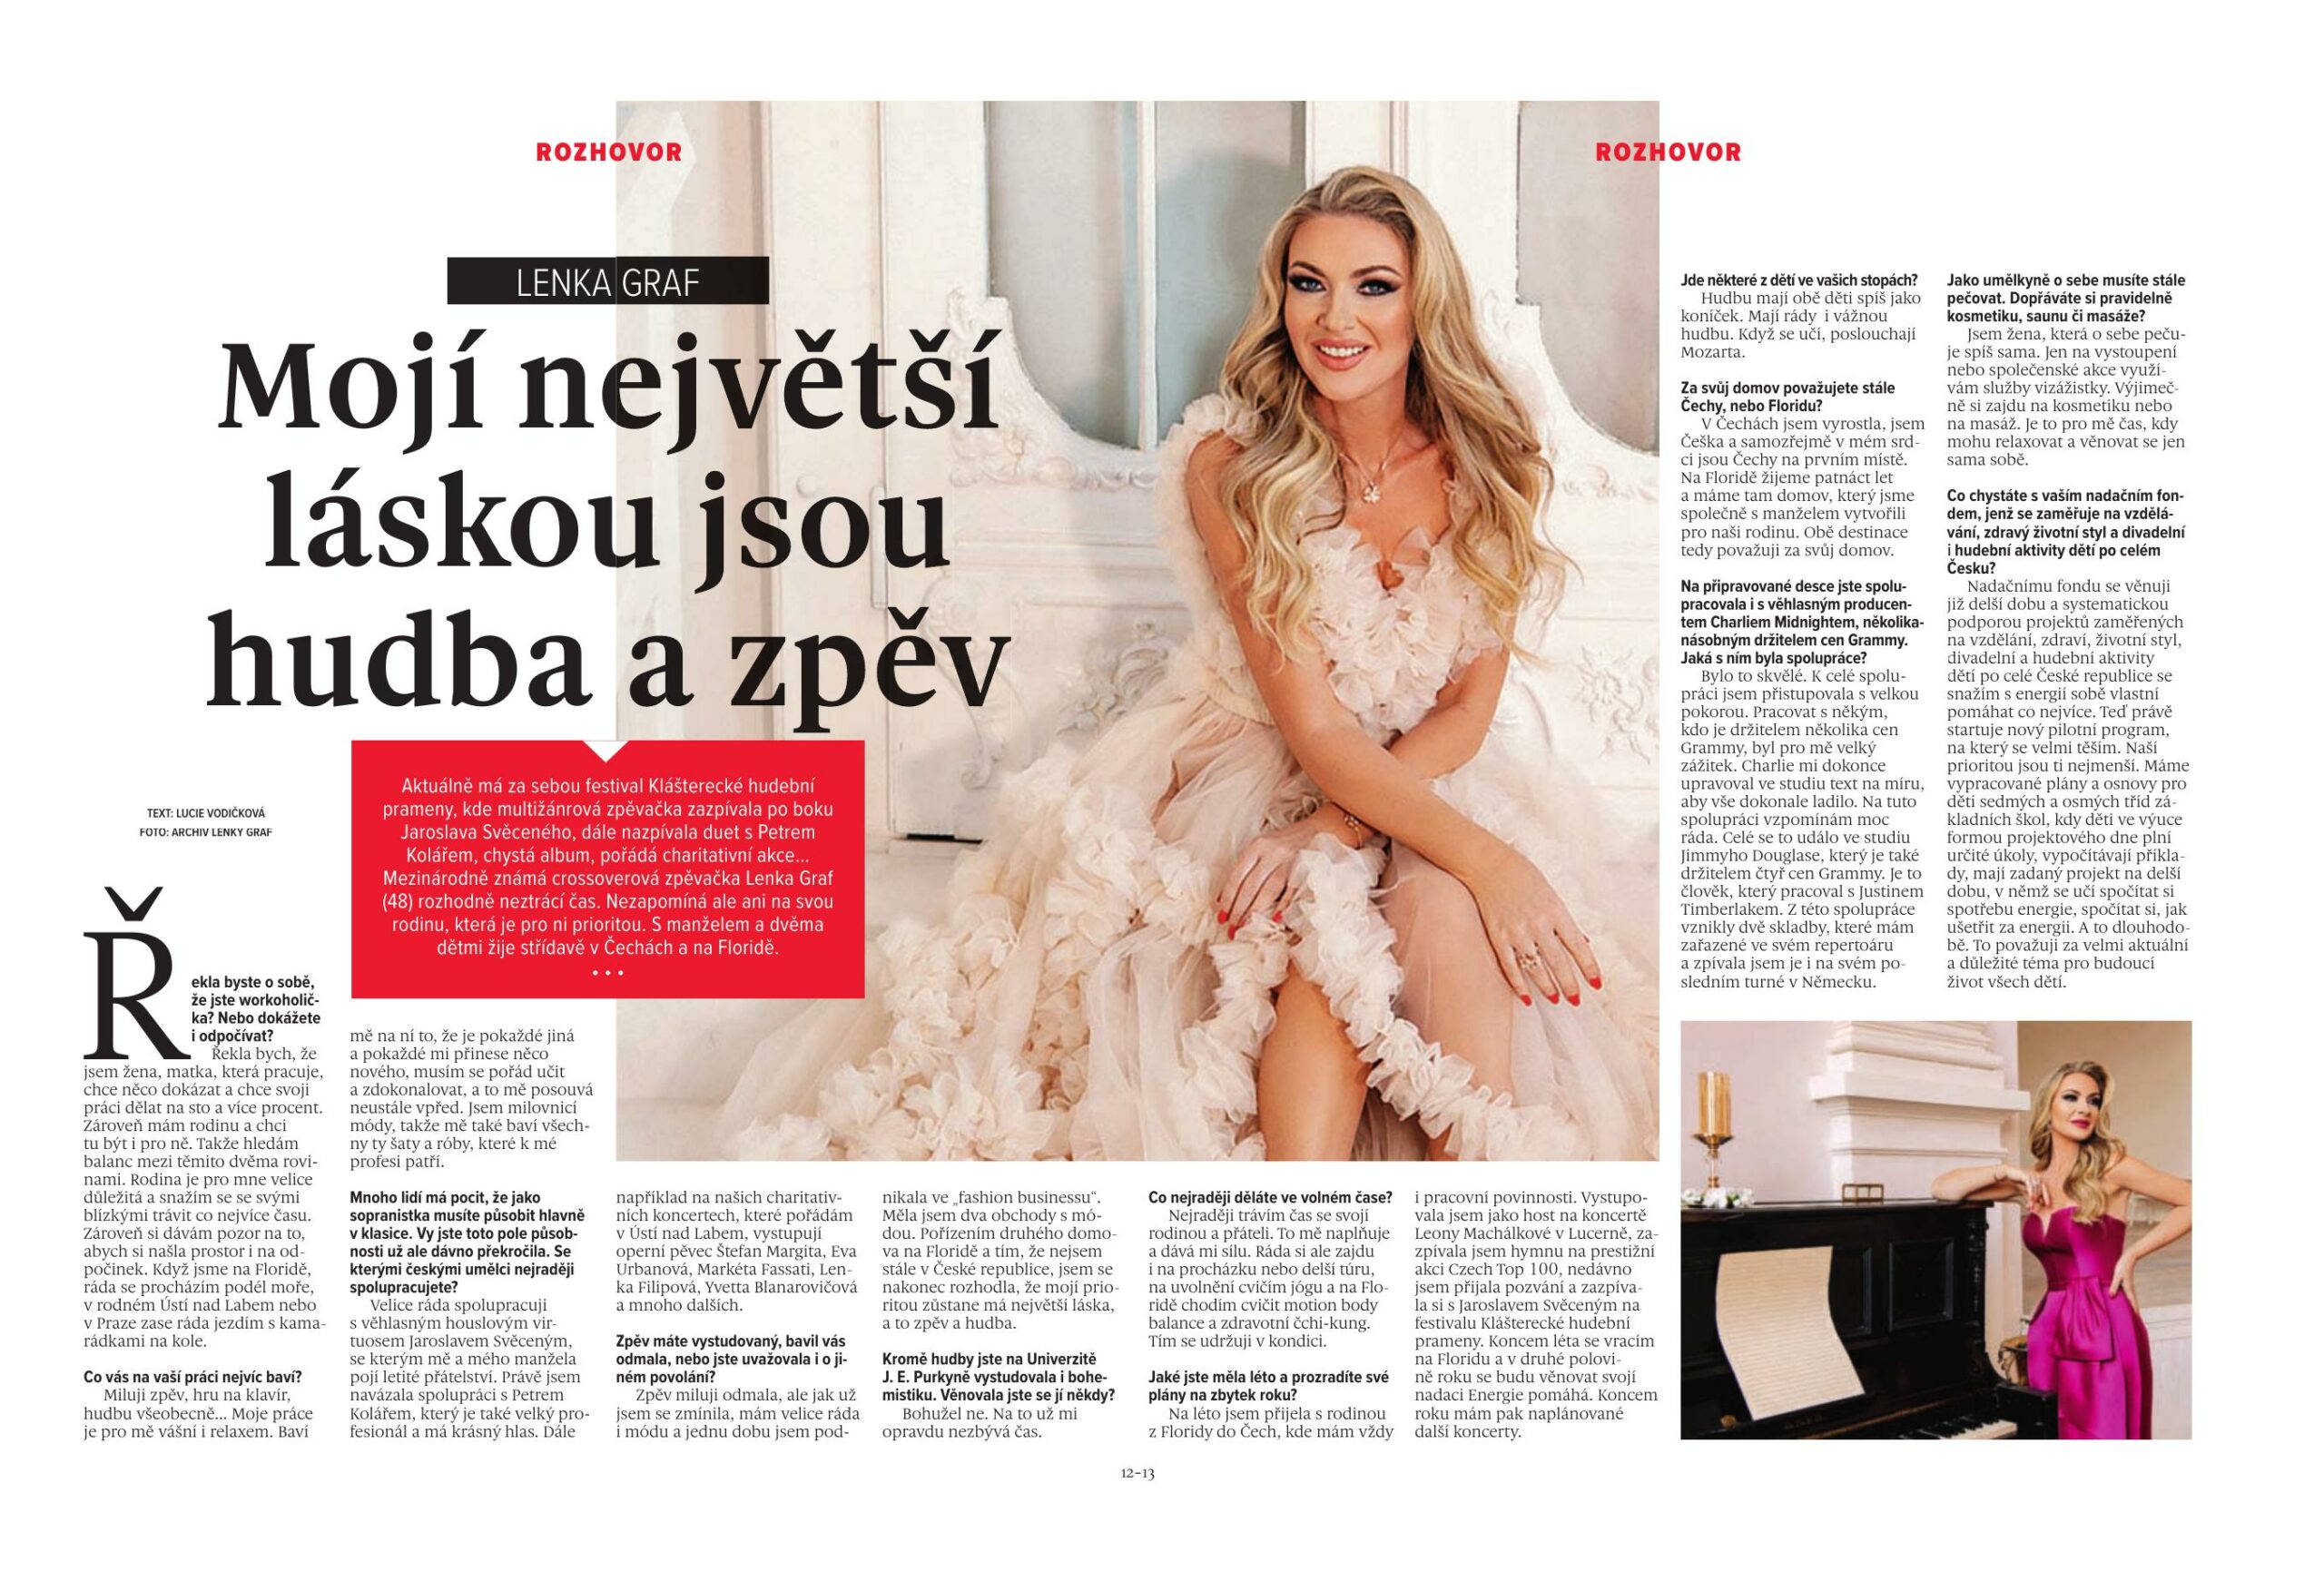 ROZHOVOR
ROZHOVOR
LENKA GRAF
Mojí největší
láskou jsou
hudba a zpěv
TEXT: LUCIE VODIČKOVÁ
FOTO: ARCHIV LENKY GRAF
Aktuálně má za sebou festival Klášterecké hudební
prameny, kde multižánrová zpěvačka zazpívala po boku
Jaroslava Svěceného, dále nazpívala duet s Petrem
Kolářem, chystá album, pořádá charitativní akce...
Mezinárodně známá crossoverová zpěvačka Lenka Graf
(48) rozhodně neztrácí čas. Nezapomíná ale ani na svou
rodinu, která je pro ni prioritou. S manželem a dvěma
dětmi žije střídavě v Čechách a na Floridě.
...
Řekla byste o sobě,
že jste workoholič-
ka? Nebo dokážete
i odpočívat?
Řekla bych, že
jsem žena, matka, která pracuje,
chce něco dokázat a chce svoji
práci dělat na sto a více procent.
Zároveň mám rodinu a chci
tu být i pro ně. Takže hledám
balanc mezi těmito dvěma rovi-
nami. Rodina je pro mne velice
důležitá a snažím se se svými
blízkými trávit co nejvíce času.
Zároveň si dávám pozor na to,
abych si našla prostor i na od-
počinek. Když jsme na Floridě,
ráda se procházím podél moře,
v rodném Ústí nad Labem nebo
v Praze zase ráda jezdím s kama-
rádkami na kole.
Co vás na vaší práci nejvíc baví?
Miluji zpěv, hru na klavír,
hudbu všeobecně... Moje práce
je pro mě vášní i relaxem. Baví
mě na ní to, že je pokaždé jiná
a pokaždé mi přinese něco
nového, musím se pořád učit
a zdokonalovat, a to mě posouvá
neustále vpřed. Jsem milovnicí
módy, takže mě také baví všech-
ny ty šaty a róby, které k mé
profesi patří.
Mnoho lidí má pocit, že jako
sopranistka musíte působit hlavně
v klasice. Vy jste toto pole působ-
nosti už ale dávno překročila. Se
kterými českými umělci nejraději
spolupracujete?
Velice ráda spolupracuji
s věhlasným houslovým vir-
tuosem Jaroslavem Svěceným,
se kterým mě a mého manžela
pojí letité přátelství. Právě jsem
navázala spolupráci s Petrem
Kolářem, který je také velký pro-
fesionál a má krásný hlas. Dále
například na našich charitativ-
ních koncertech, které pořádám
v Ústí nad Labem, vystupují
operní pěvec Štefan Margita, Eva
Urbanová, Markéta Fassati, Len-
ka Filipová, Yvetta Blanarovičová
a mnoho dalších.
Zpěv máte vystudovaný, bavil vás
odmala, nebo jste uvažovala i o ji-
ném povolání?
Zpěv miluji odmala, ale jak už
jsem se zmínila, mám velice ráda
i módu a jednu dobu jsem pod-
nikala ve „fashion businessu“.
Měla jsem dva obchody s mó-
dou. Pořízením druhého domo-
va na Floridě a tím, že nejsem
stále v České republice, jsem se
nakonec rozhodla, že mojí prio-
ritou zůstane má největší láska,
a to zpěv a hudba.
Kromě hudby jste na Univerzitě
J. E. Purkyně vystudovala i bohe-
mistiku. Věnovala jste se jí někdy?
Bohužel ne. Na to už mi
opravdu nezbývá čas.
Co nejraději děláte ve volném čase?
Nejraději trávím čas se svojí
rodinou a přáteli. To mě naplňuje
a dává mi sílu. Ráda si ale zajdu
i na procházku nebo delší túru,
na uvolnění cvičím jógu a na Flo-
ridě chodím cvičit motion body
balance a zdravotní čchi-kung.
Tím se udržuji v kondici.
Jaké jste měla léto a prozradíte své
plány na zbytek roku?
Na léto jsem přijela s rodinou
z Floridy do Čech, kde mám vždy
i pracovní povinnosti. Vystupo-
vala jsem jako host na koncertě
Leony Machálkové v Lucerně, za-
zpívala jsem hymnu na prestižní
akci Czech Top 100, nedávno
jsem přijala pozvání a zazpíva-
la si s Jaroslavem Svěceným na
festivalu Klášterecké hudební
prameny. Koncem léta se vracím
na Floridu a v druhé polovi-
ně roku se budu věnovat svojí
nadaci Energie pomáhá. Koncem
roku mám pak naplánované
další koncerty.
Jde některé z dětí ve vašich stopách?
Hudbu mají obě děti spíš jako
koníček. Mají rády i vážnou
hudbu. Když se učí, poslouchají
Mozarta.
Za svůj domov považujete stále
Čechy, nebo Floridu?
V Čechách jsem vyrostla, jsem
Češka a samozřejmě v mém srd-
ci jsou Čechy na prvním místě.
Na Floridě žijeme patnáct let
a máme tam domov, který jsme
společně s manželem vytvořili
pro naši rodinu. Obě destinace
tedy považuji za svůj domov.
Na připravované desce jste spolu-
pracovala i s věhlasným producen-
tem Charliem Midnightem, několika-
násobným držitelem cen Grammy.
Jaká s ním byla spolupráce?
Bylo to skvělé. K celé spolu-
práci jsem přistupovala s velkou
pokorou. Pracovat s někým,
kdo je držitelem několika cen
Grammy, byl pro mě velký
zážitek. Charlie mi dokonce
upravoval ve studiu text na míru,
aby vše dokonale ladilo. Na tuto
spolupráci vzpomínám moc
ráda. Celé se to událo ve studiu
Jimmyho Douglase, který je také
držitelem čtyř cen Grammy. Je to
člověk, který pracoval s Justinem
Timberlakem. Z této spolupráce
vznikly dvě skladby, které mám
zařazené ve svém repertoáru
a zpívala jsem je i na svém po-
sledním turné v Německu.
Jako umělkyně o sebe musíte stále
pečovat. Dopřáváte si pravidelně
kosmetiku, saunu či masáže?
Jsem žena, která o sebe peču-
je spíš sama. Jen na vystoupení
nebo společenské akce využí-
vám služby vizážistky. Výjimeč-
ně si zajdu na kosmetiku nebo
na masáž. Je to pro mě čas, kdy
mohu relaxovat a věnovat se jen
sama sobě.
Co chystáte s vaším nadačním fon-
dem, jenž se zaměřuje na vzdělá-
vání, zdravý životní styl a divadelní
i hudební aktivity dětí po celém
Česku?
Nadačnímu fondu se věnuji
již delší dobu a systematickou
podporou projektů zaměřených
na vzdělání, zdraví, životní styl,
divadelní a hudební aktivity
dětí po celé České republice se
snažím s energií sobě vlastní
pomáhat co nejvíce. Teď právě
startuje nový pilotní program,
na který se velmi těším. Naší
prioritou jsou ti nejmenší. Máme
vypracované plány a osnovy pro
děti sedmých a osmých tříd zá-
kladních škol, kdy děti ve výuce
formou projektového dne plní
určité úkoly, vypočítávají příkla-
dy, mají zadaný projekt na delší
dobu, v němž se učí spočítat si
spotřebu energie, spočítat si, jak
ušetřit za energii. A to dlouhodo-
bě. To považuji za velmi aktuální
a důležité téma pro budoucí
život všech dětí.
12–13